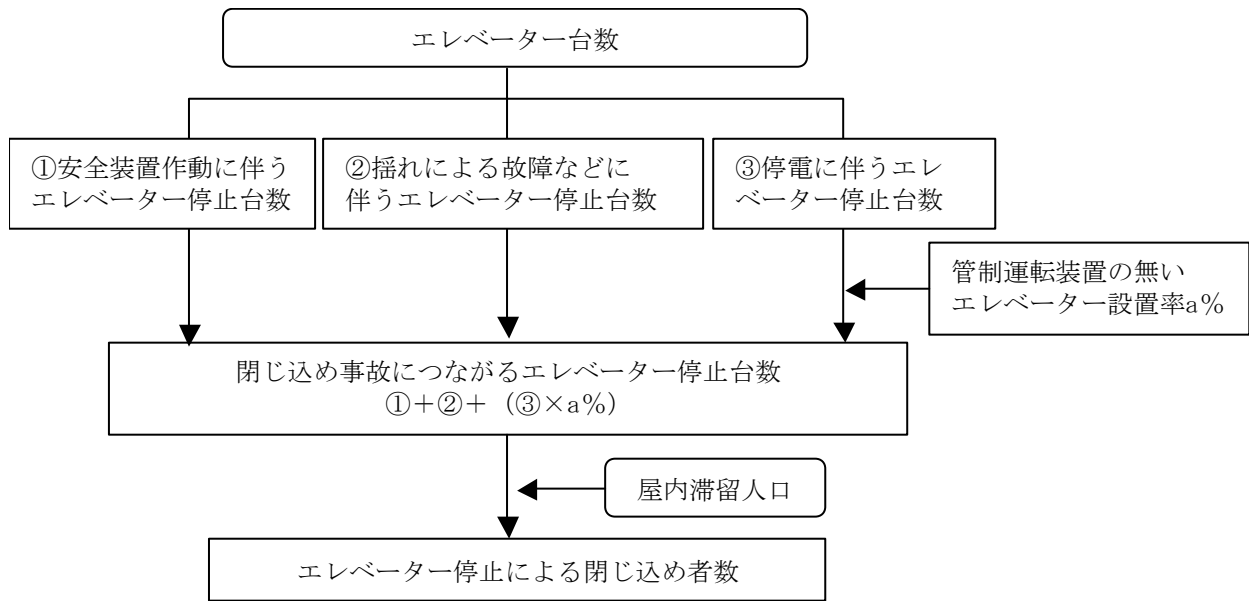 エレベーター台数
①安全装置作動に伴う
エレベーター停止台数
②揺れによる故障などに
伴うエレベーター停止台数
③停電に伴うエレ
ベーター停止台数
管制運転装置の無い
エレベーター設置率a％
閉じ込め事故につながるエレベーター停止台数
①＋②＋（③×a％）
屋内滞留人口
エレベーター停止による閉じ込め者数